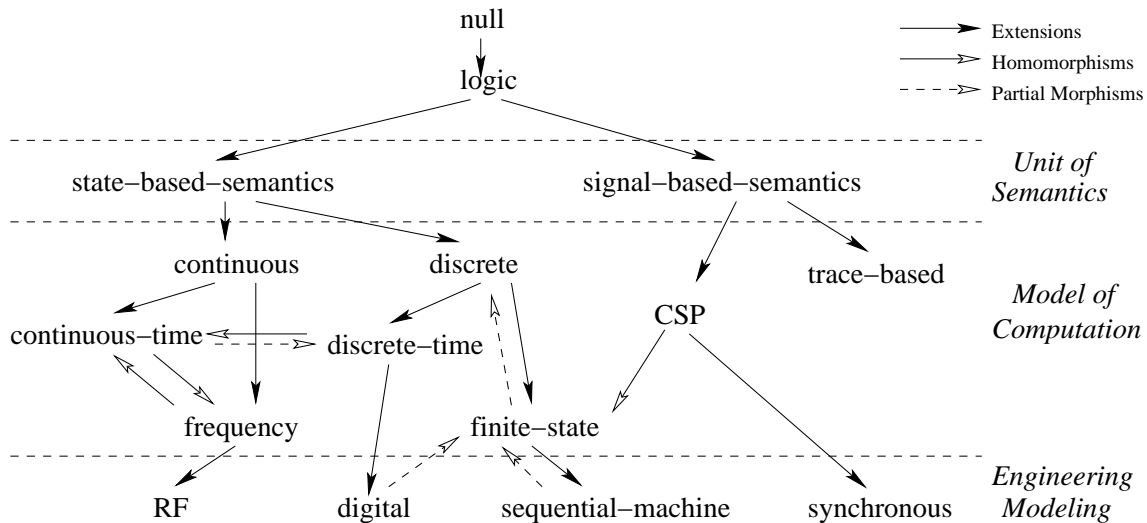 null
Extensions
Homomorphisms
logic
Partial Morphisms
state−based−semantics
signal−based−semantics
Unit of
Semantics
continuous
discrete
trace−based
CSP
Model of
Computation
continuous−time
discrete−time
frequency
finite−state
RF
digital
sequential−machine
synchronous
Engineering
Modeling